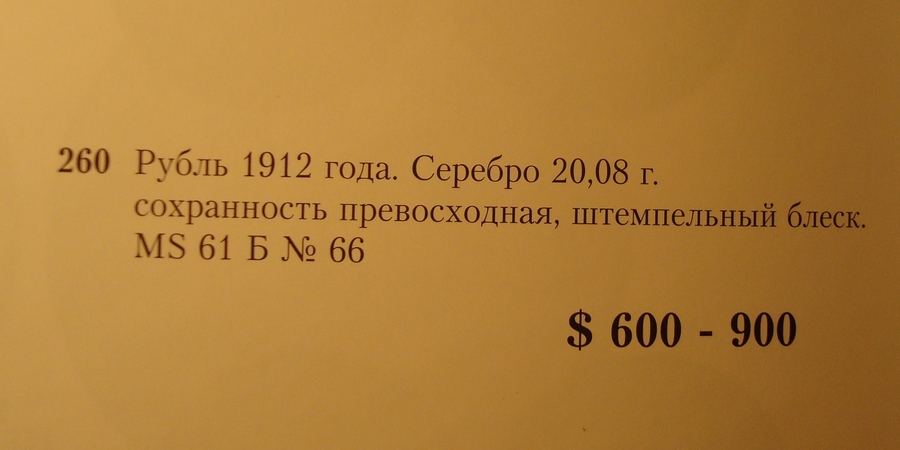 260 Рубль 1912 года. Серебро 20,08 г.
сохранность превосходная, штемпельный блеск.
MS 61 Б № 66
$ 600 - 900